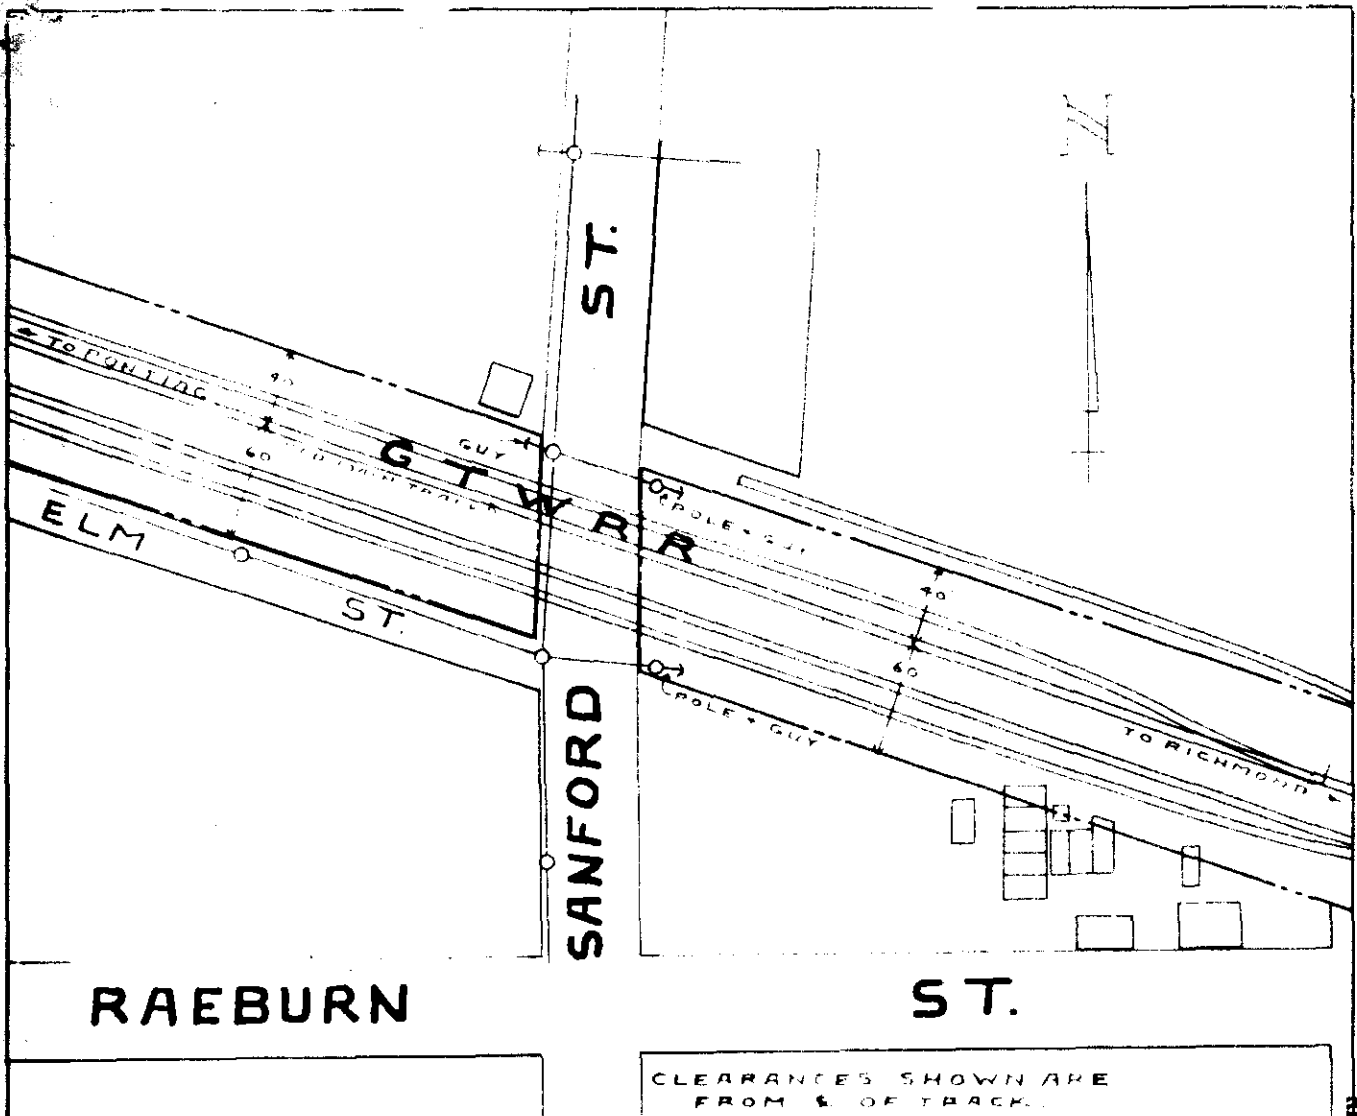 N
ST.
TO PONTIAC
40
60
GUY
G T W R R
TRACK
POLE + GUY
ELM
ST.
40
60
POLE + GUY
TO RICHMOND
SANFORD
RAEBURN
ST.
CLEARANCES SHOWN ARE
FROM ℄ OF TRACK.